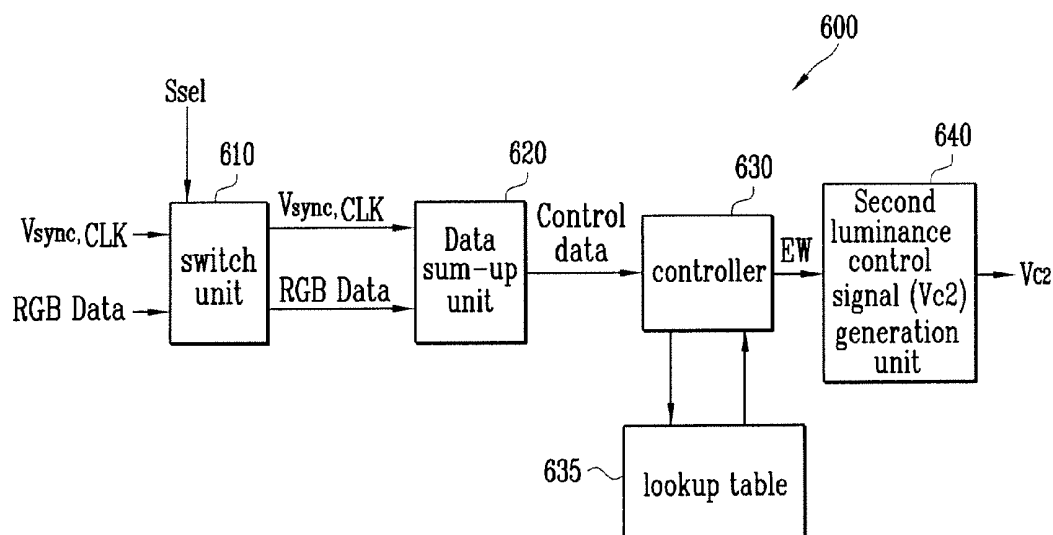 600
Ssel
610
620
630
640
Vsync, CLK
RGB Data
switch
unit
Vsync, CLK
RGB Data
Data
sum-up
unit
Control
data
controller
EW
Second
luminance
control
signal (Vc2)
generation
unit
Vc2
635
lookup table